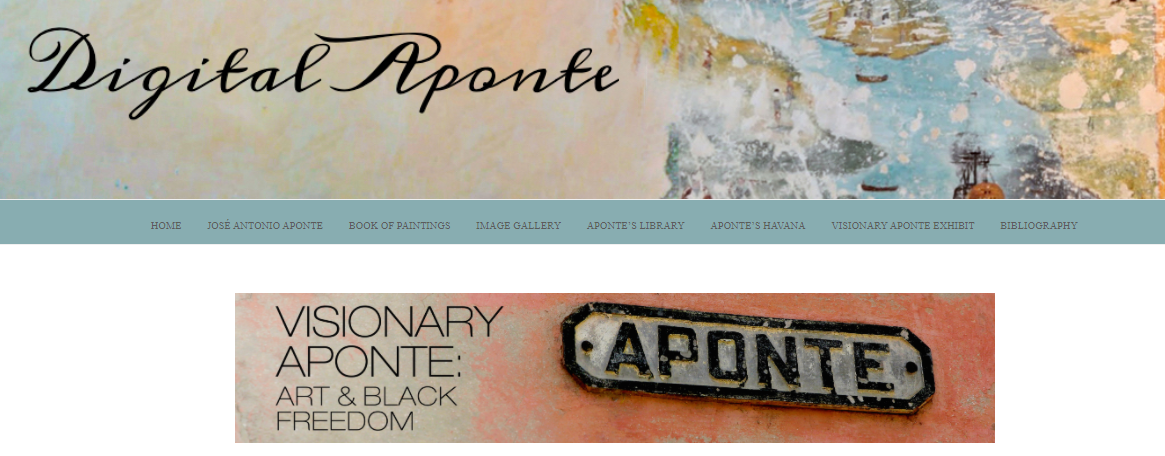 Digital Aponte
HOME JOSÉ ANTONIO APONTE BOOK OF PAINTINGS IMAGE GALLERY APONTE'S LIBRARY APONTE'S HAVANA VISIONARY APONTE EXHIBIT BIBLIOGRAPHY
VISIONARY
APONTE:
ART & BLACK
FREEDOM
APONTE